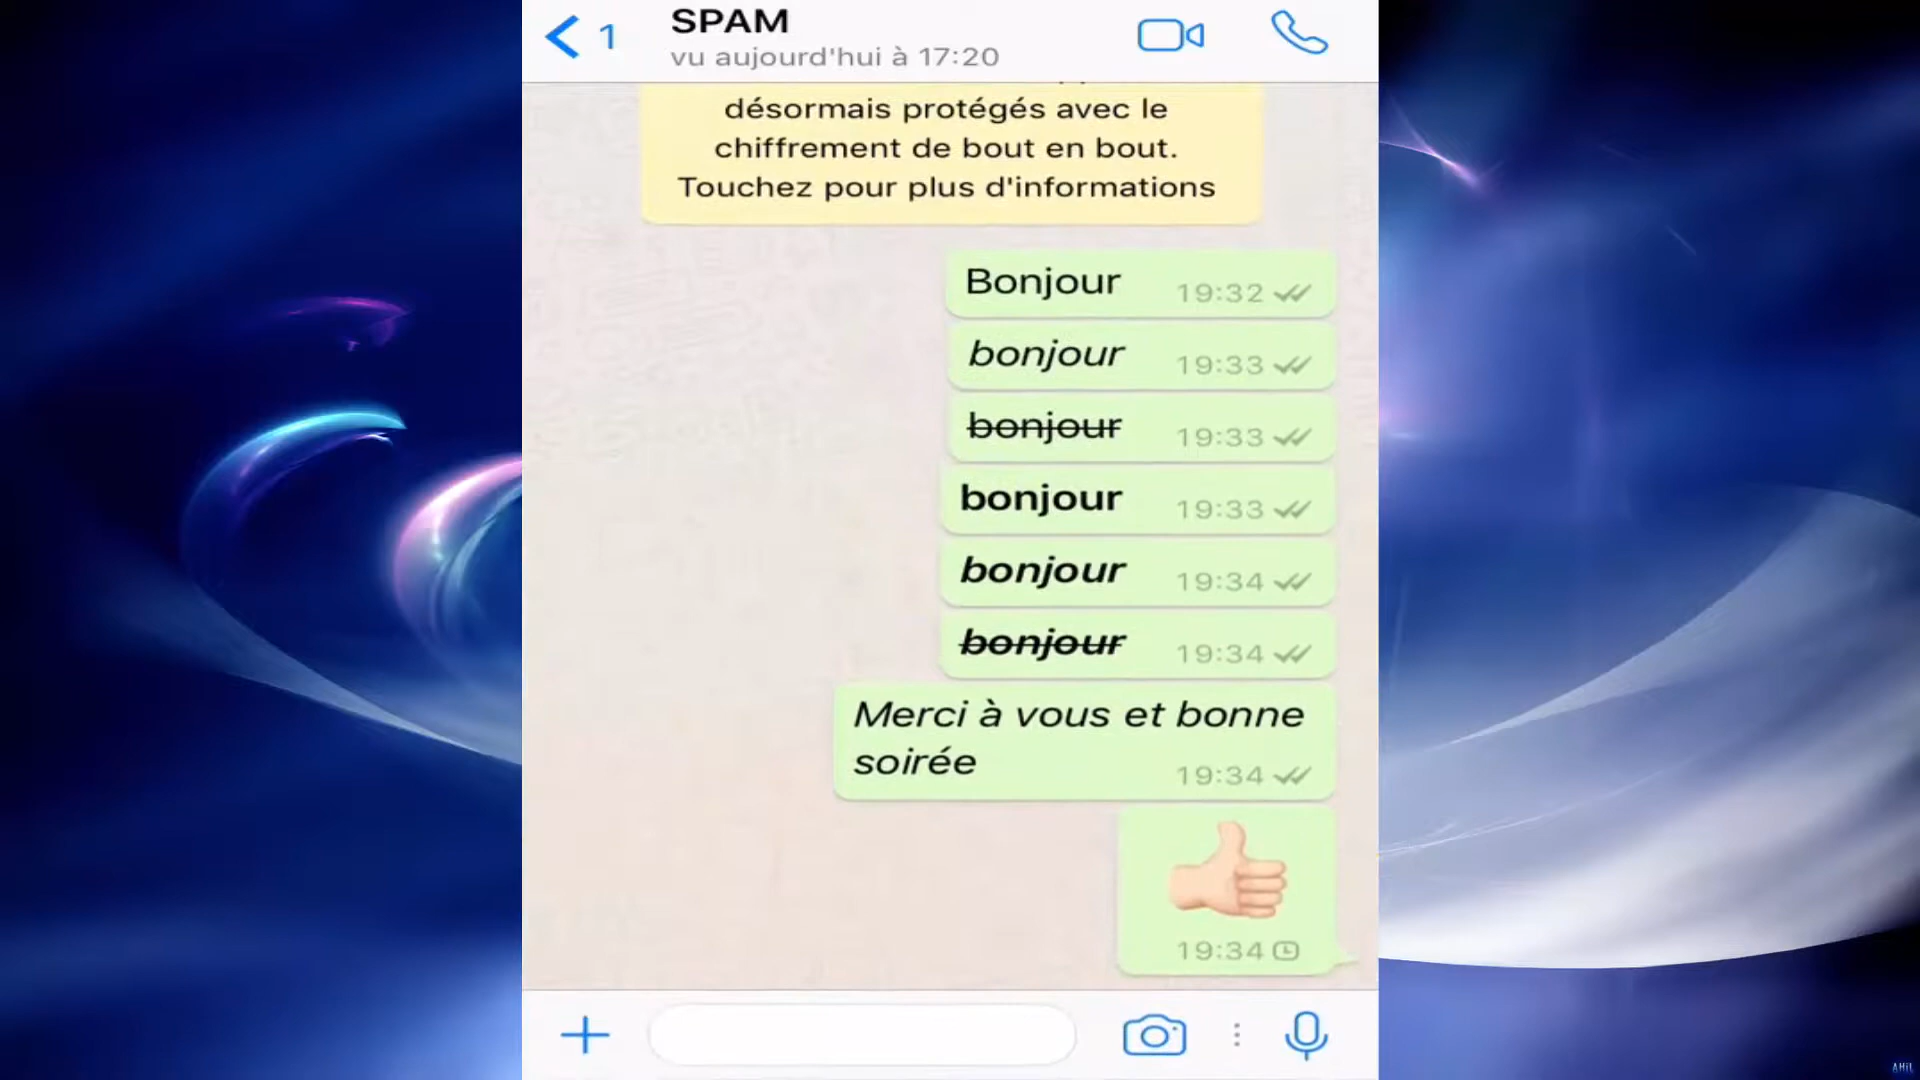 1
SPAM
vu aujourd'hui à 17:20
désormais protégés avec le
chiffrement de bout en bout.
Touchez pour plus d'informations
Bonjour 19:32
bonjour 19:33
bonjour 19:33
bonjour 19:33
bonjour 19:34
bonjour 19:34
Merci à vous et bonne
soirée 19:34
19:34
AHiL